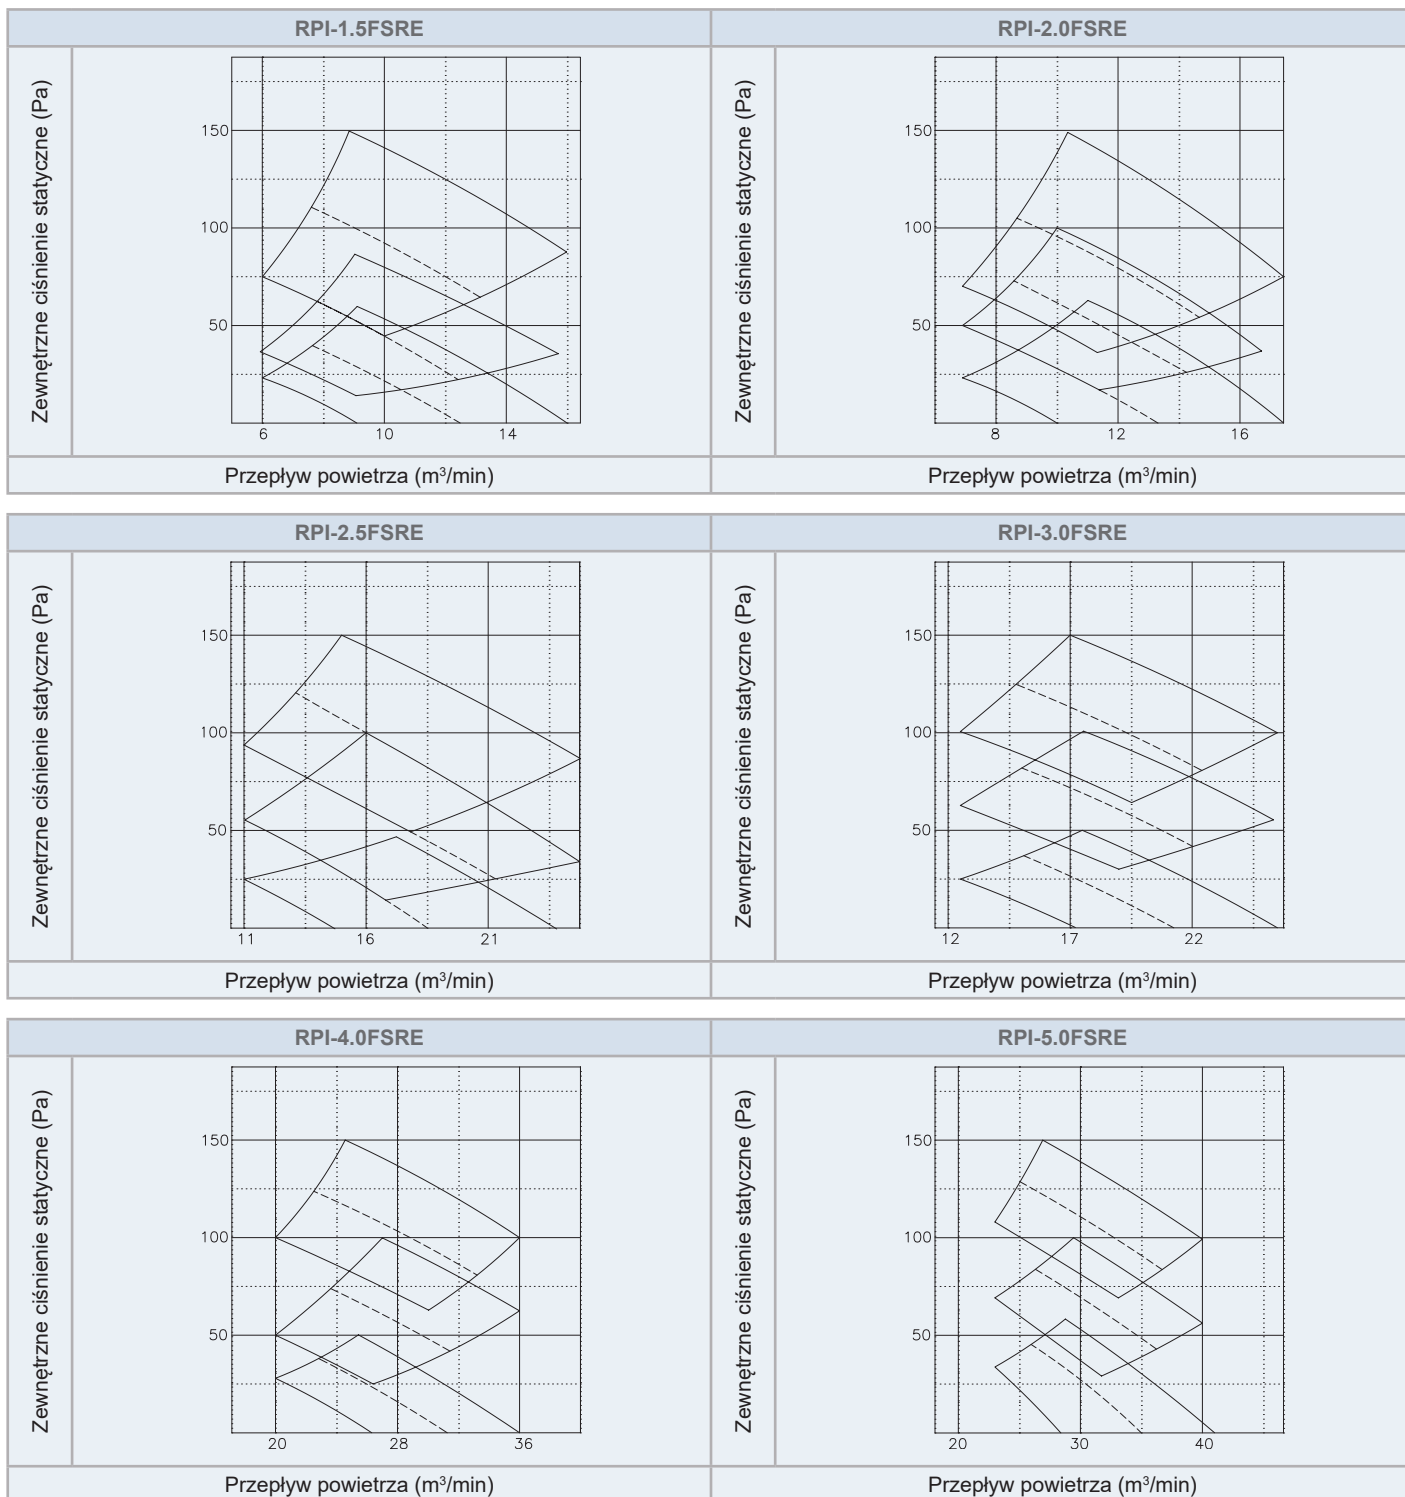 RPI-1.5FSRE
RPI-2.0FSRE
Zewnętrzne ciśnienie statyczne (Pa)
150
100
50
6 10 14
Zewnętrzne ciśnienie statyczne (Pa)
150
100
50
8 12 16
Przepływ powietrza (m³/min)
Przepływ powietrza (m³/min)
RPI-2.5FSRE
RPI-3.0FSRE
Zewnętrzne ciśnienie statyczne (Pa)
150
100
50
11 16 21
Zewnętrzne ciśnienie statyczne (Pa)
150
100
50
12 17 22
Przepływ powietrza (m³/min)
Przepływ powietrza (m³/min)
RPI-4.0FSRE
RPI-5.0FSRE
Zewnętrzne ciśnienie statyczne (Pa)
150
100
50
20 28 36
Zewnętrzne ciśnienie statyczne (Pa)
150
100
50
20 30 40
Przepływ powietrza (m³/min)
Przepływ powietrza (m³/min)